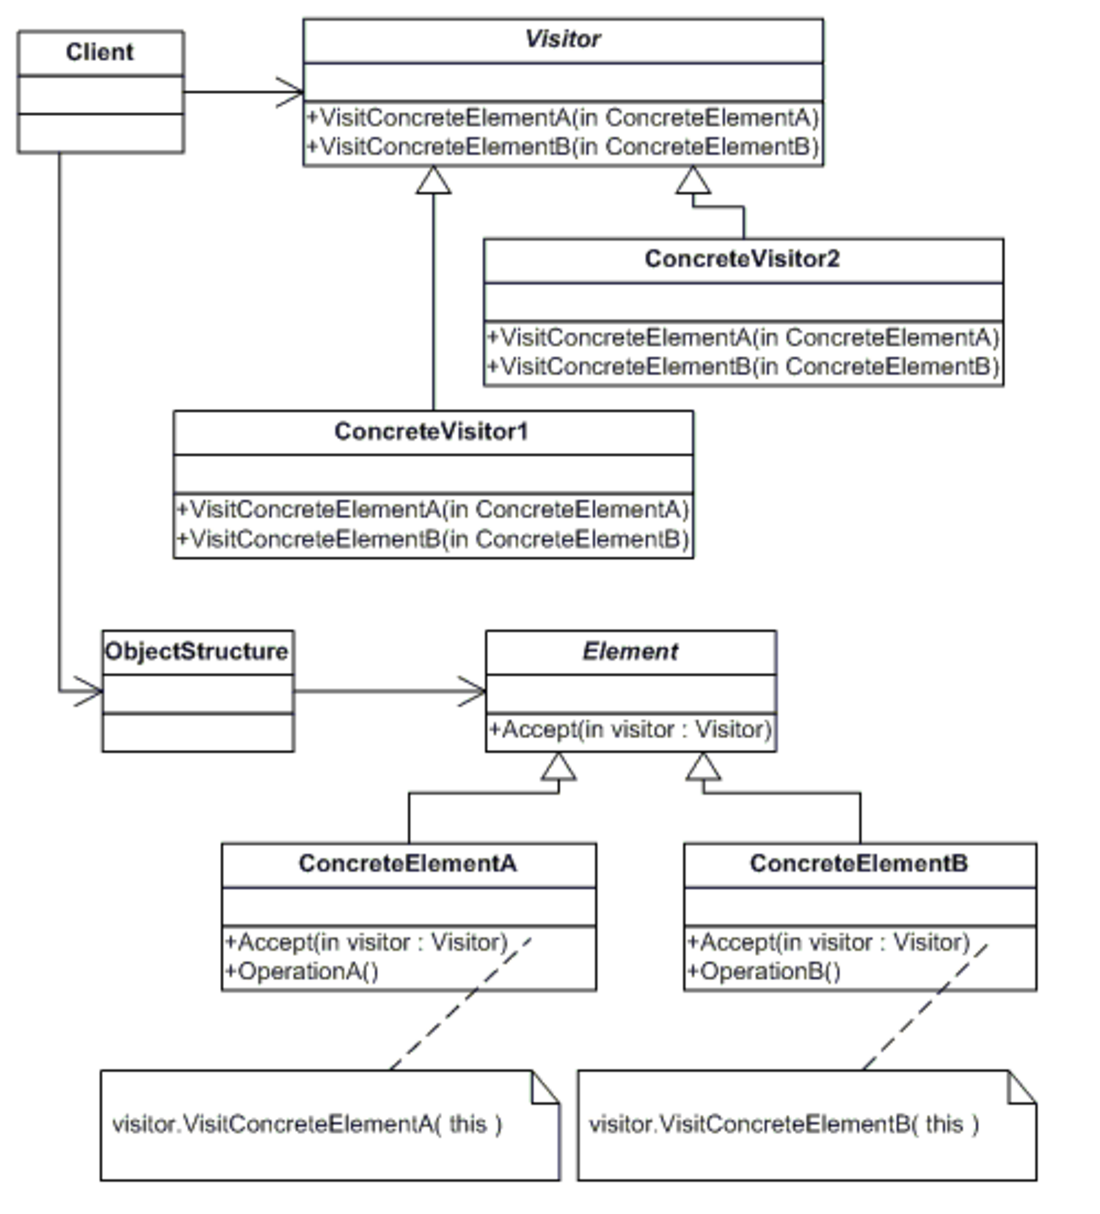 Client
Visitor
+VisitConcreteElementA(in ConcreteElementA)
+VisitConcreteElementB(in ConcreteElementB)
ConcreteVisitor2
+VisitConcreteElementA(in ConcreteElementA)
+VisitConcreteElementB(in ConcreteElementB)
ConcreteVisitor1
+VisitConcreteElementA(in ConcreteElementA)
+VisitConcreteElementB(in ConcreteElementB)
ObjectStructure
Element
+Accept(in visitor : Visitor)
ConcreteElementA
+Accept(in visitor : Visitor)
+OperationA()
ConcreteElementB
+Accept(in visitor : Visitor)
+OperationB()
visitor.VisitConcreteElementA( this )
visitor.VisitConcreteElementB( this )